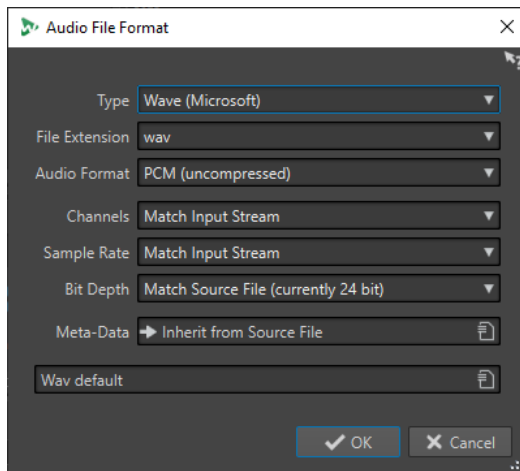 Audio File Format
Type Wave (Microsoft)
File Extension wav
Audio Format PCM (uncompressed)
Channels Match Input Stream
Sample Rate Match Input Stream
Bit Depth Match Source File (currently 24 bit)
Meta-Data Inherit from Source File
Wav default
OK Cancel